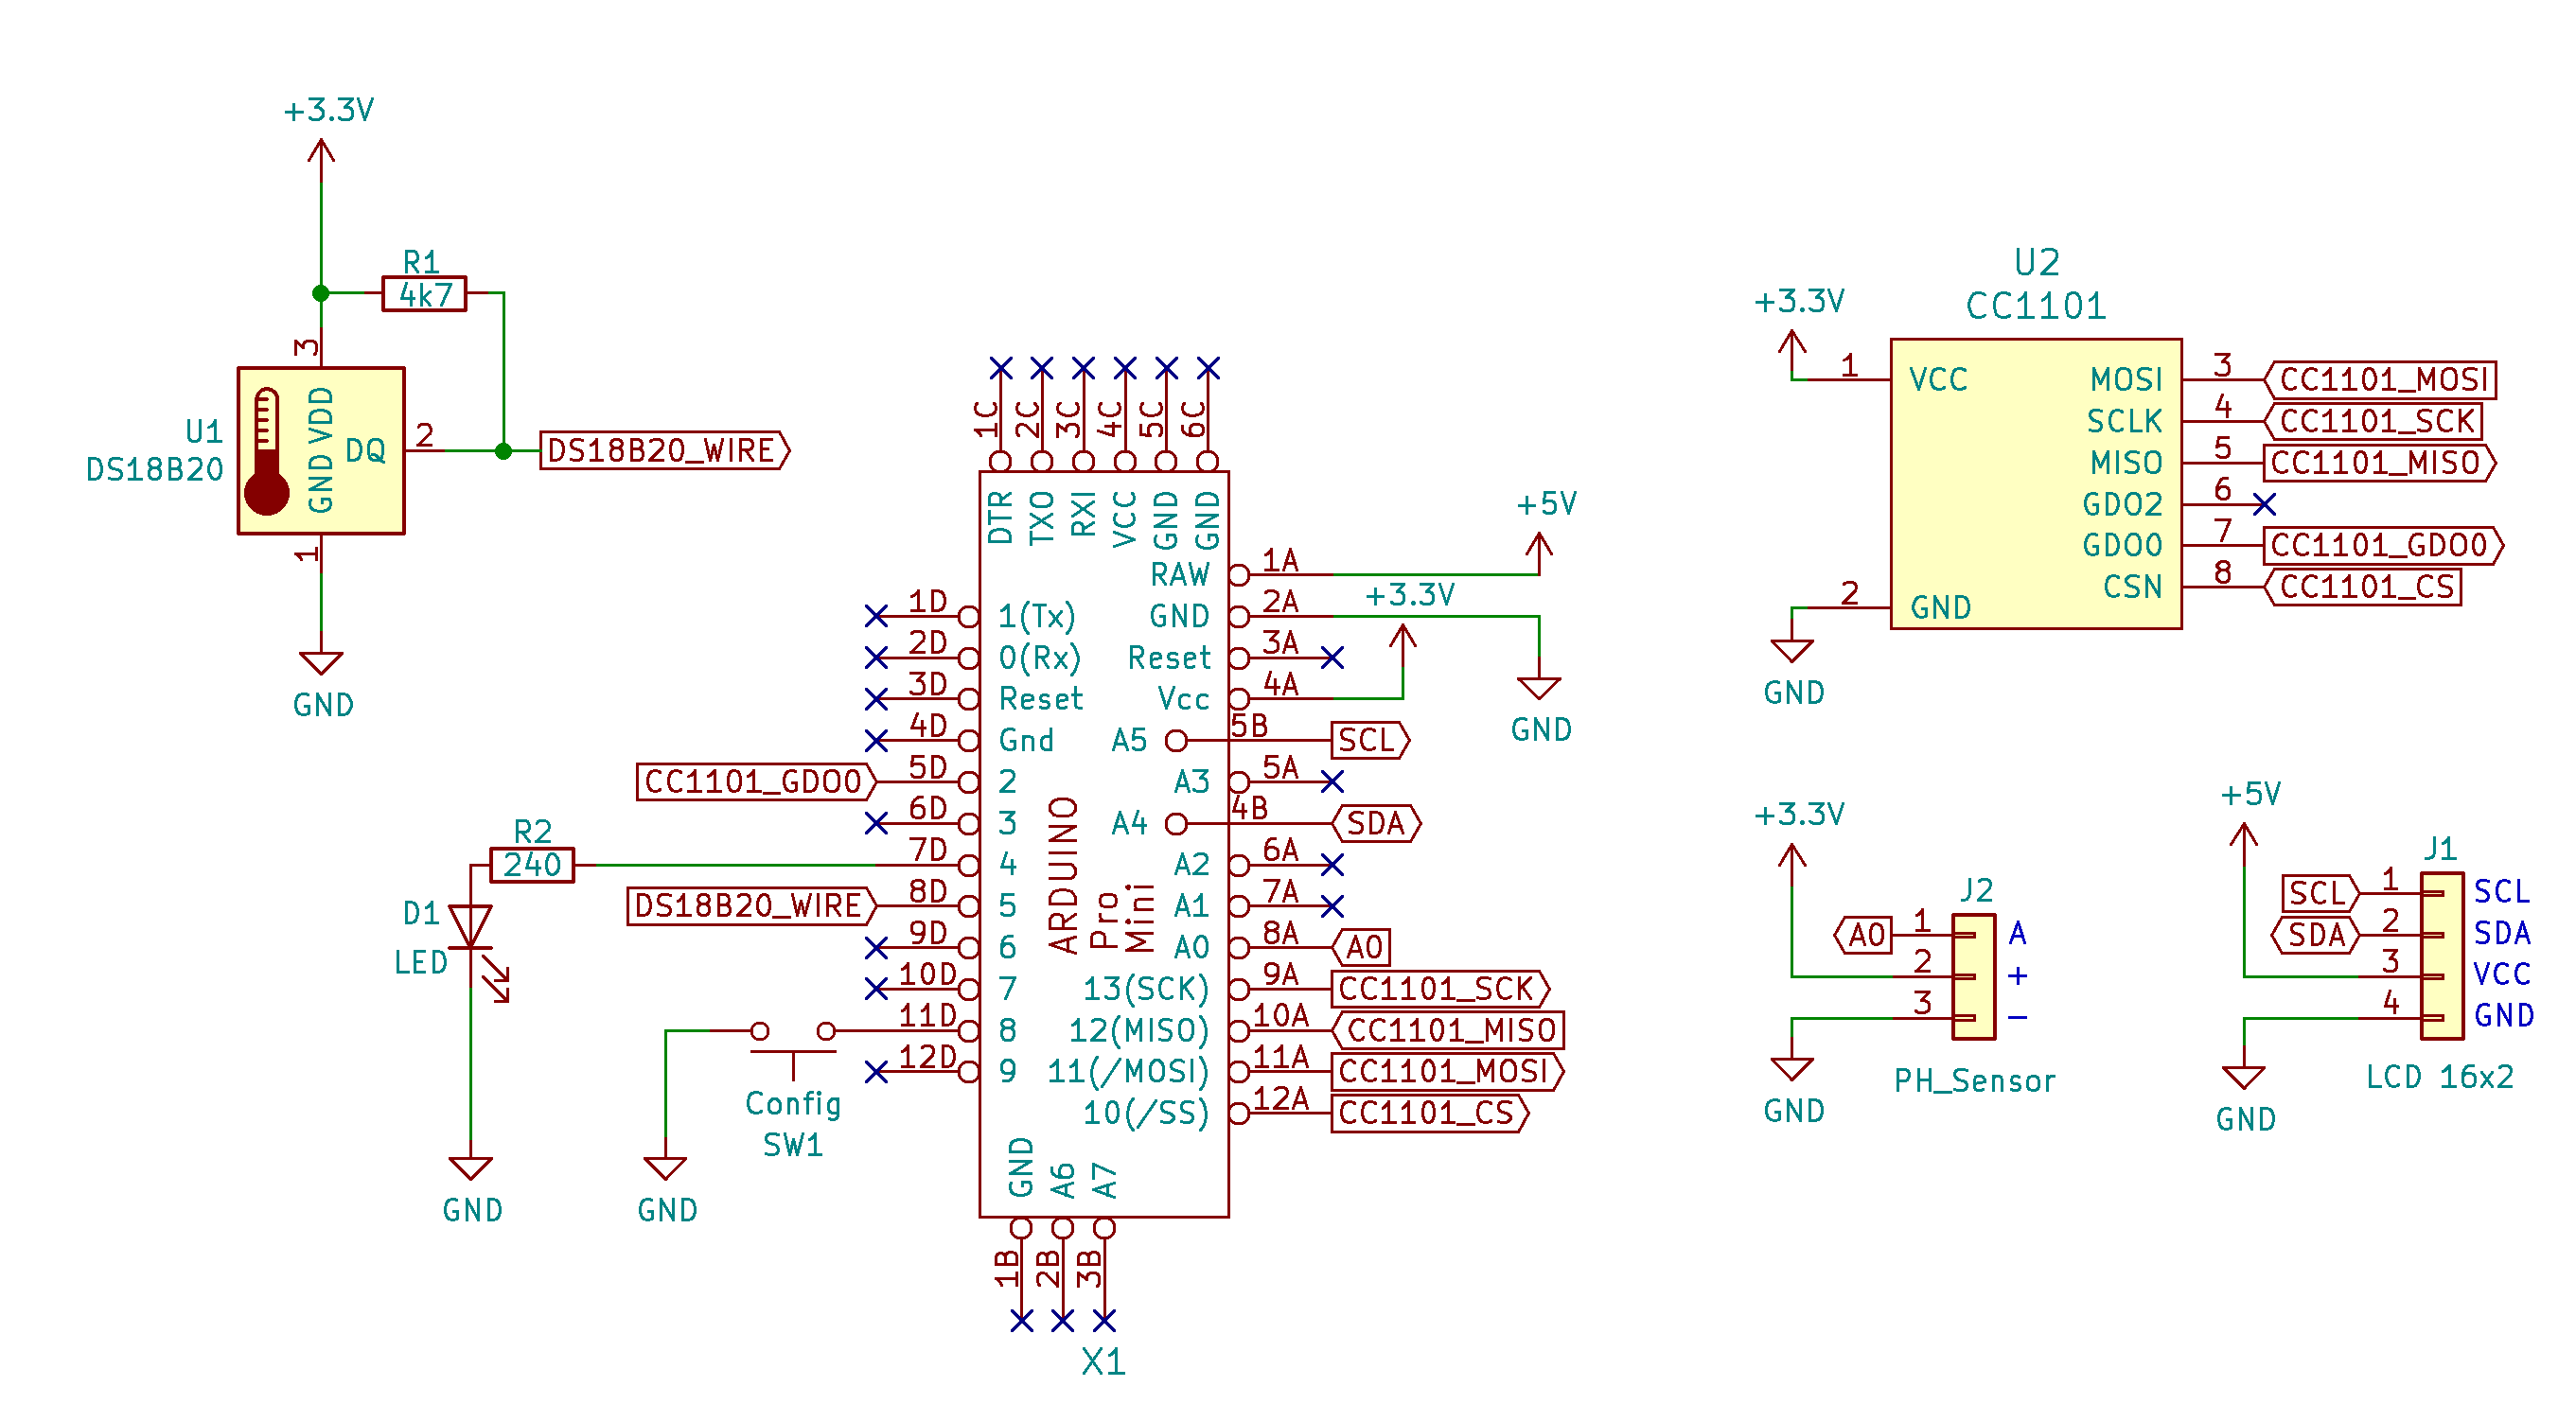 +3.3V
R1
4k7
3
U1
DS18B20
VDD
GND
DQ
2
1
DS18B20_WIRE
GND
1C
2C
3C
4C
5C
6C
DTR
TXO
RXI
VCC
GND
GND
1D
1(Tx)
2D
0(Rx)
3D
Reset
4D
Gnd
CC1101_GDO0
5D
2
6D
3
R2
240
7D
4
DS18B20_WIRE
8D
5
9D
6
10D
7
11D
8
12D
9
D1
LED
GND
Config
SW1
GND
ARDUINO
Pro
Mini
RAW
1A
+5V
GND
2A
+3.3V
Reset
3A
Vcc
4A
GND
A5
5B
SCL
A3
5A
A4
4B
SDA
A2
6A
A1
7A
A0
8A
A0
13(SCK)
9A
CC1101_SCK
12(MISO)
10A
CC1101_MISO
11(/MOSI)
11A
CC1101_MOSI
10(/SS)
12A
CC1101_CS
GND
A6
A7
1B
2B
3B
X1
U2
CC1101
+3.3V
1
VCC
MOSI
3
CC1101_MOSI
SCLK
4
CC1101_SCK
MISO
5
CC1101_MISO
GDO2
6
GDO0
7
CC1101_GDO0
CSN
8
CC1101_CS
2
GND
GND
+3.3V
J2
A0
1
A
2
+
3
−
PH_Sensor
GND
+5V
J1
SCL
1
SCL
SDA
2
SDA
3
VCC
4
GND
LCD 16x2
GND